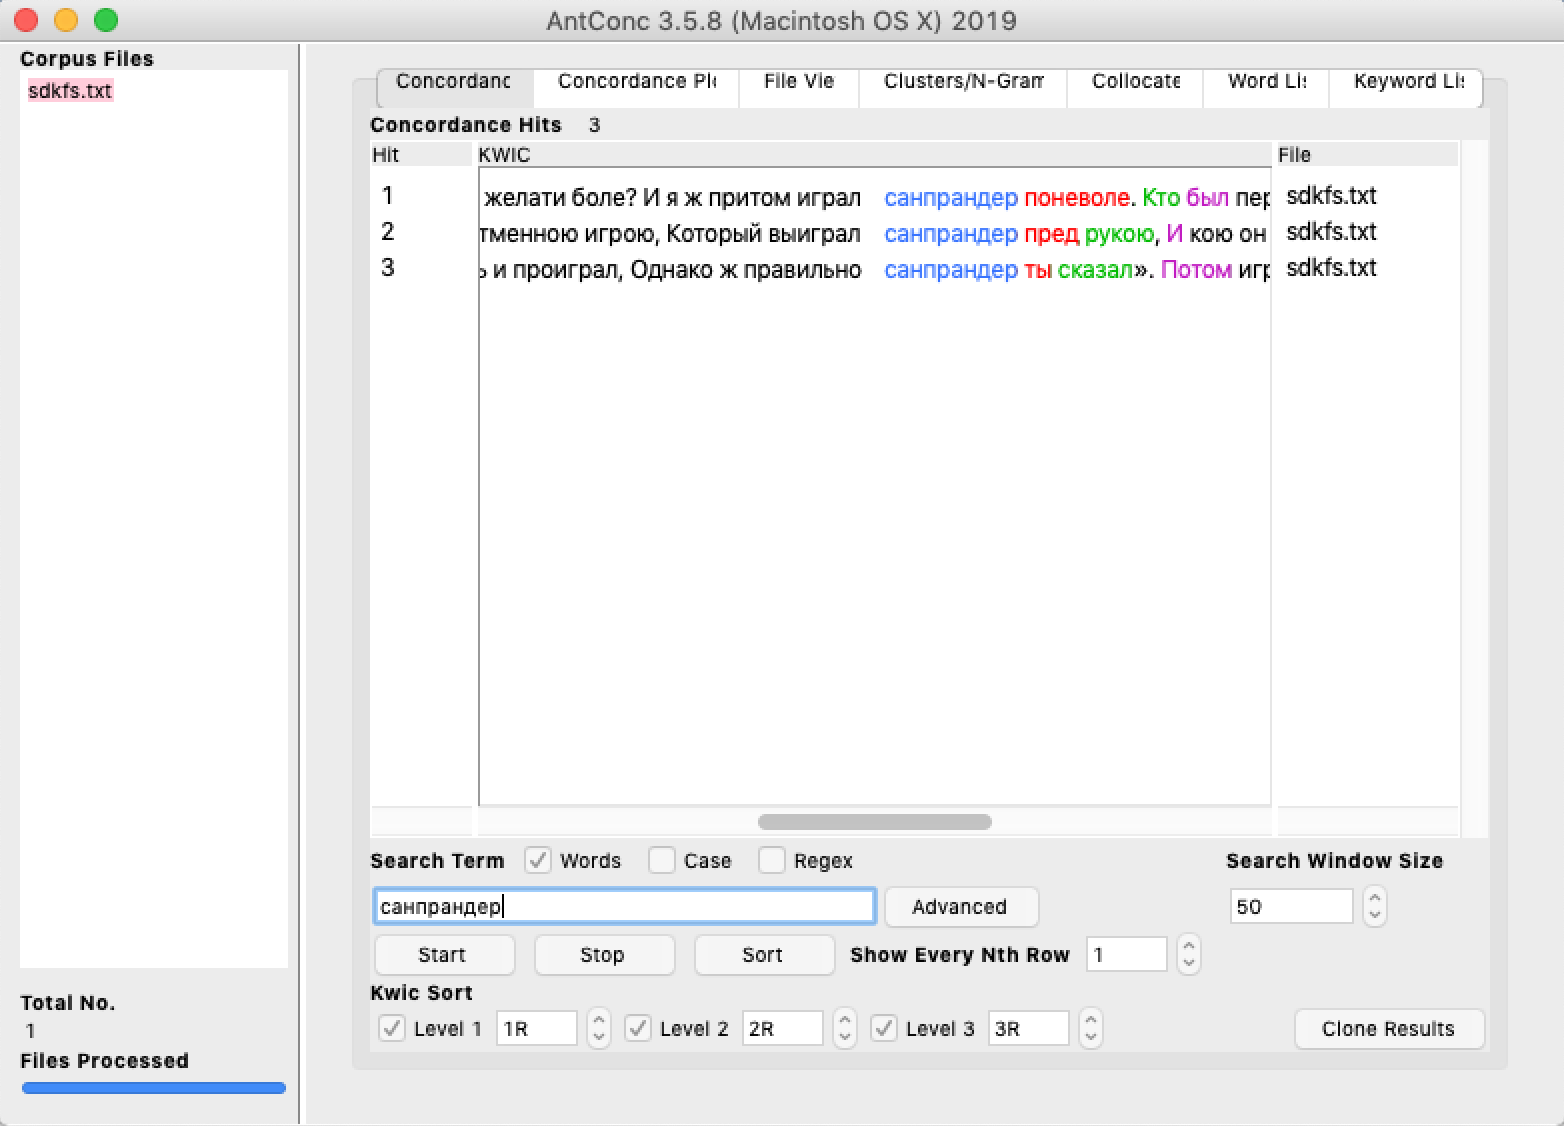 AntConc 3.5.8 (Macintosh OS X) 2019
Corpus Files
sdkfs.txt
Concordanc Concordance Pl File Vie Clusters/N-Gram Collocate Word Li Keyword Li
Concordance Hits 3
Hit KWIC File
1 желати боле? И я ж притом играл санпрандер поневоле. Кто был пер sdkfs.txt
2 тменною игрою, Который выиграл санпрандер пред рукою, И кою он sdkfs.txt
3 и проиграл, Однако ж правильно санпрандер ты сказал». Потом игр sdkfs.txt
Search Term Words Case Regex Search Window Size
санпрандер Advanced 50
Start Stop Sort Show Every Nth Row 1
Kwic Sort
Level 1 1R Level 2 2R Level 3 3R Clone Results
Total No.
1
Files Processed